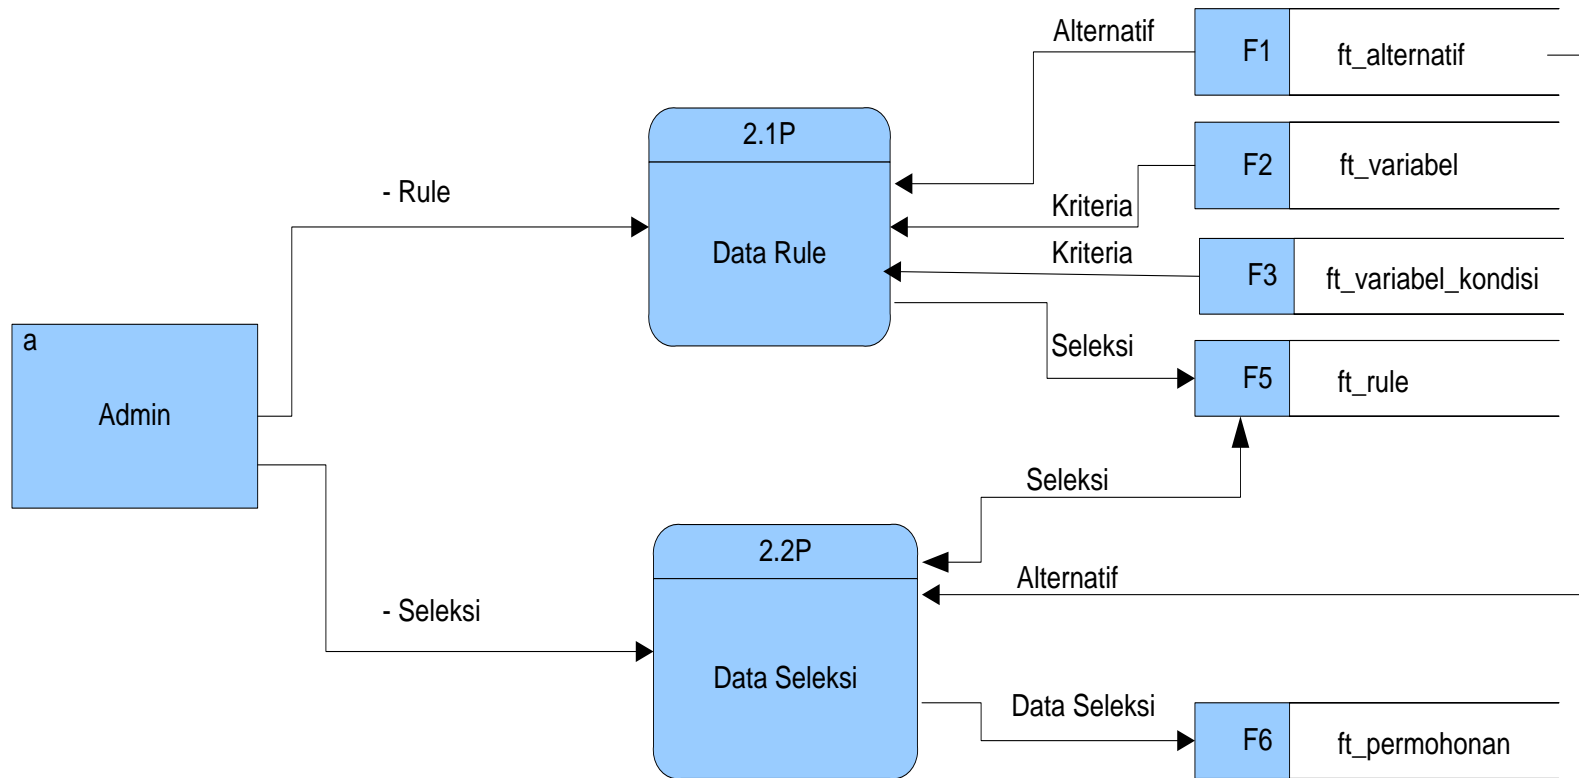 Alternatif
F1
ft_alternatif
2.1P
F2
ft_variabel
- Rule
Kriteria
Data Rule
Kriteria
F3
ft_variabel_kondisi
a
Seleksi
F5
ft_rule
Admin
Seleksi
2.2P
Alternatif
- Seleksi
Data Seleksi
Data Seleksi
F6
ft_permohonan